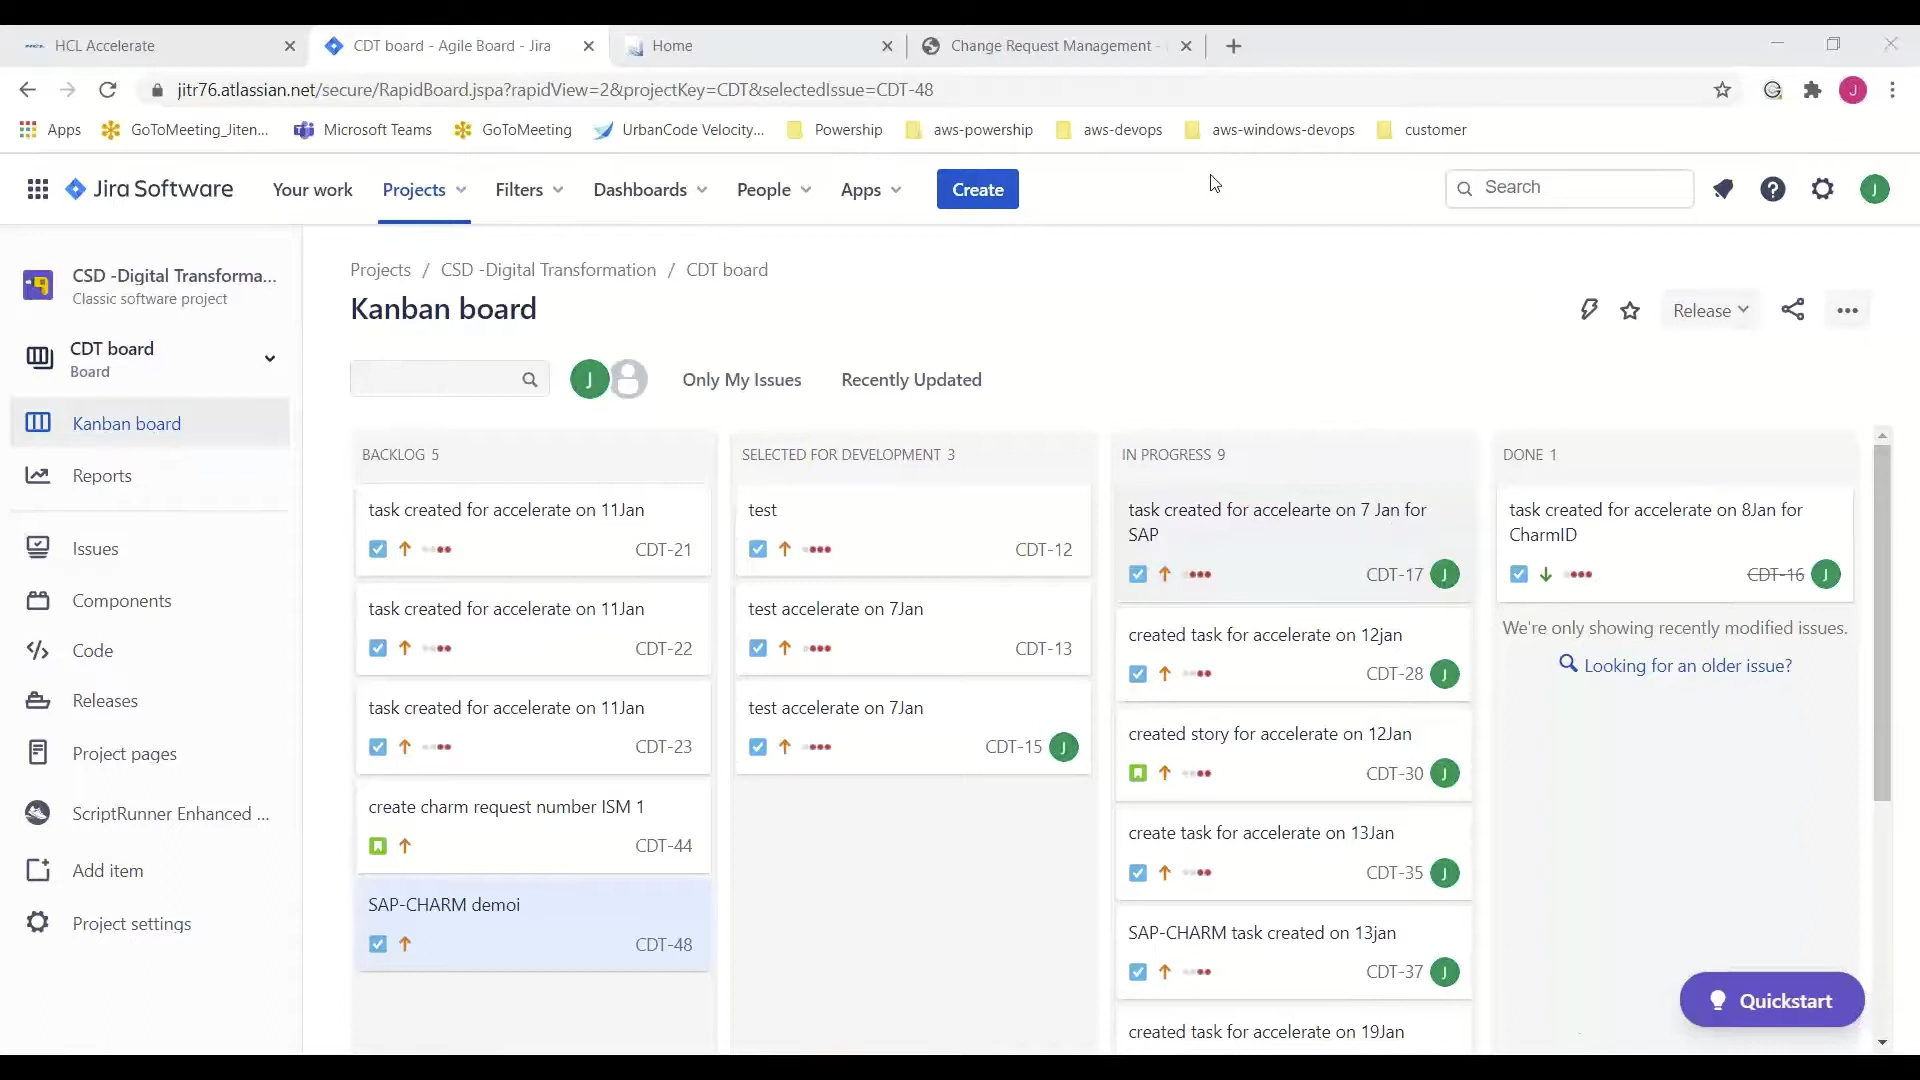 HCL Accelerate
CDT board - Agile Board - Jira
Home
Change Request Management -
jitr76.atlassian.net/secure/RapidBoard.jspa?rapidView=2&projectKey=CDT&selectedIssue=CDT-48
J
Apps
GoToMeeting_Jiten...
Microsoft Teams
GoToMeeting
UrbanCode Velocity...
Powership
aws-powership
aws-devops
aws-windows-devops
customer
Jira Software
Your work
Projects
Filters
Dashboards
People
Apps
Create
Search
J
CSD -Digital Transforma...
Classic software project
CDT board
Board
Kanban board
Reports
Issues
Components
Code
Releases
Project pages
ScriptRunner Enhanced ...
Add item
Project settings
Projects / CSD -Digital Transformation / CDT board
Kanban board
Release
J
Only My Issues
Recently Updated
BACKLOG 5
task created for accelerate on 11Jan
CDT-21
task created for accelerate on 11Jan
CDT-22
task created for accelerate on 11Jan
CDT-23
create charm request number ISM 1
CDT-44
SAP-CHARM demoi
CDT-48
SELECTED FOR DEVELOPMENT 3
test
CDT-12
test accelerate on 7Jan
CDT-13
test accelerate on 7Jan
CDT-15 J
IN PROGRESS 9
task created for accelearte on 7 Jan for
SAP
CDT-17 J
created task for accelerate on 12jan
CDT-28 J
created story for accelerate on 12Jan
CDT-30 J
create task for accelerate on 13Jan
CDT-35 J
SAP-CHARM task created on 13jan
CDT-37 J
created task for accelerate on 19Jan
DONE 1
task created for accelerate on 8Jan for
CharmID
CDT-16 J
We're only showing recently modified issues.
Looking for an older issue?
Quickstart